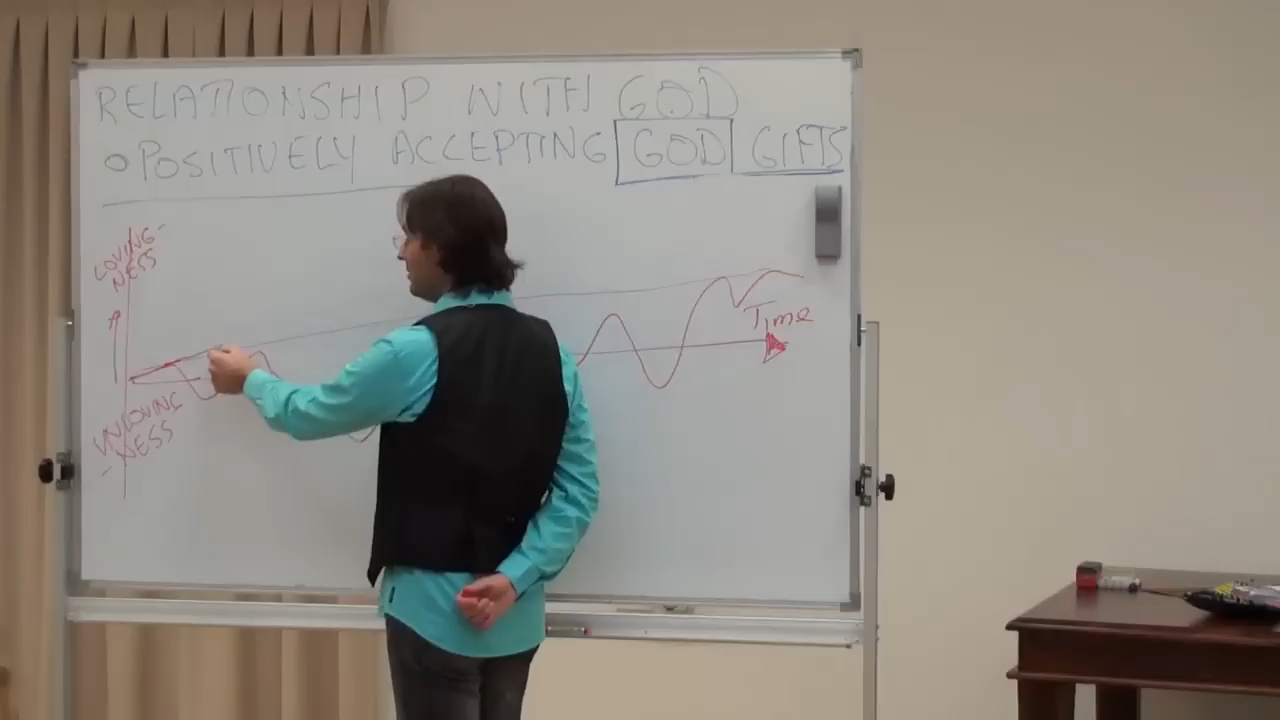 RELATIONSHIP WITH GOD
POSITIVELY ACCEPTING GOD GIFTS
LOVING-
NESS
Time
UNLOVING
-NESS